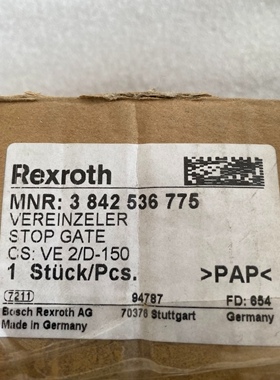 Rexroth
MNR: 3 842 536 775
VEREINZELER
STOP GATE
OS: VE 2/D-150
1 Stück/Pcs. >PAP<
7211 94787 FD: 654
Bosch Rexroth AG 70376 Stuttgart Germany
Made in Germany